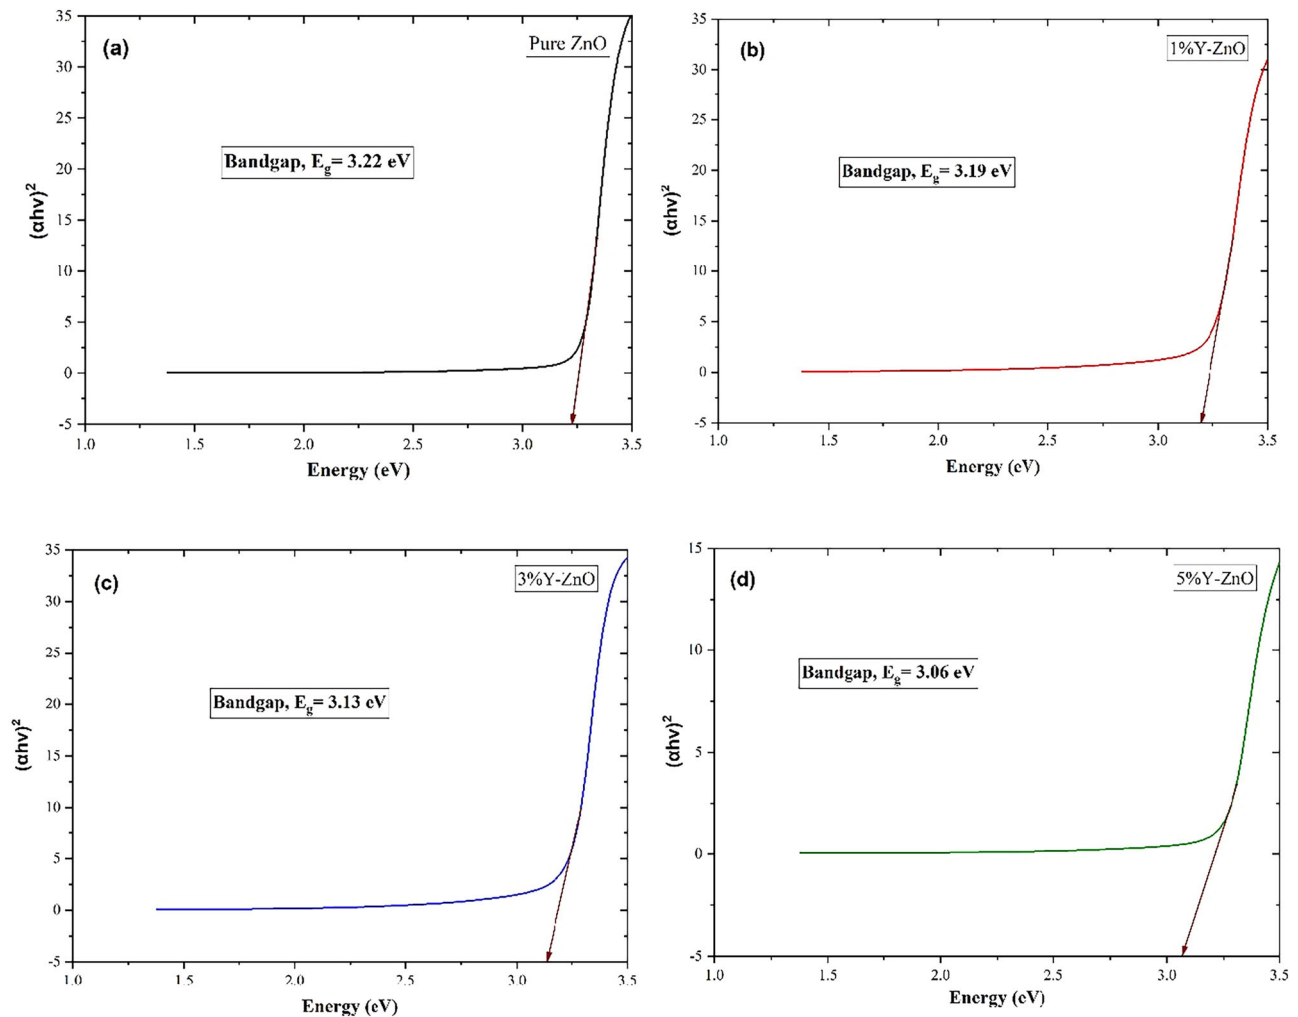 (a)
Pure ZnO
Bandgap, Eg= 3.22 eV
(αhν)2
35
30
25
20
15
10
5
0
-5
1.0 1.5 2.0 2.5 3.0 3.5
Energy (eV)
(b)
1%Y-ZnO
Bandgap, Eg= 3.19 eV
(αhν)2
35
30
25
20
15
10
5
0
-5
1.0 1.5 2.0 2.5 3.0 3.5
Energy (eV)
(c)
3%Y-ZnO
Bandgap, Eg= 3.13 eV
(αhν)2
35
30
25
20
15
10
5
0
-5
1.0 1.5 2.0 2.5 3.0 3.5
Energy (eV)
(d)
5%Y-ZnO
Bandgap, Eg= 3.06 eV
(αhν)2
15
10
5
0
-5
1.0 1.5 2.0 2.5 3.0 3.5
Energy (eV)